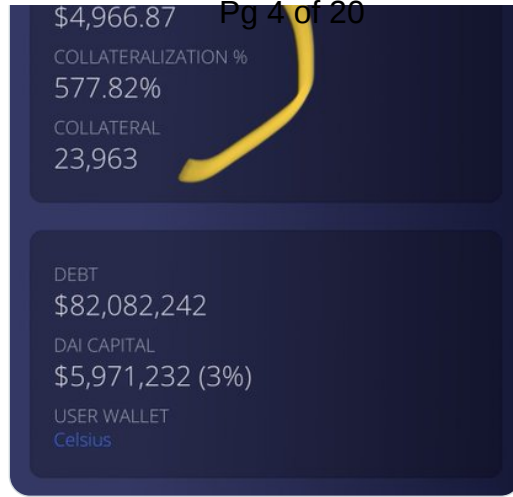 Pg 4 of 20
$4,966.87
COLLATERALIZATION %
577.82%
COLLATERAL
23,963
DEBT
$82,082,242
DAI CAPITAL
$5,971,232 (3%)
USER WALLET
Celsius